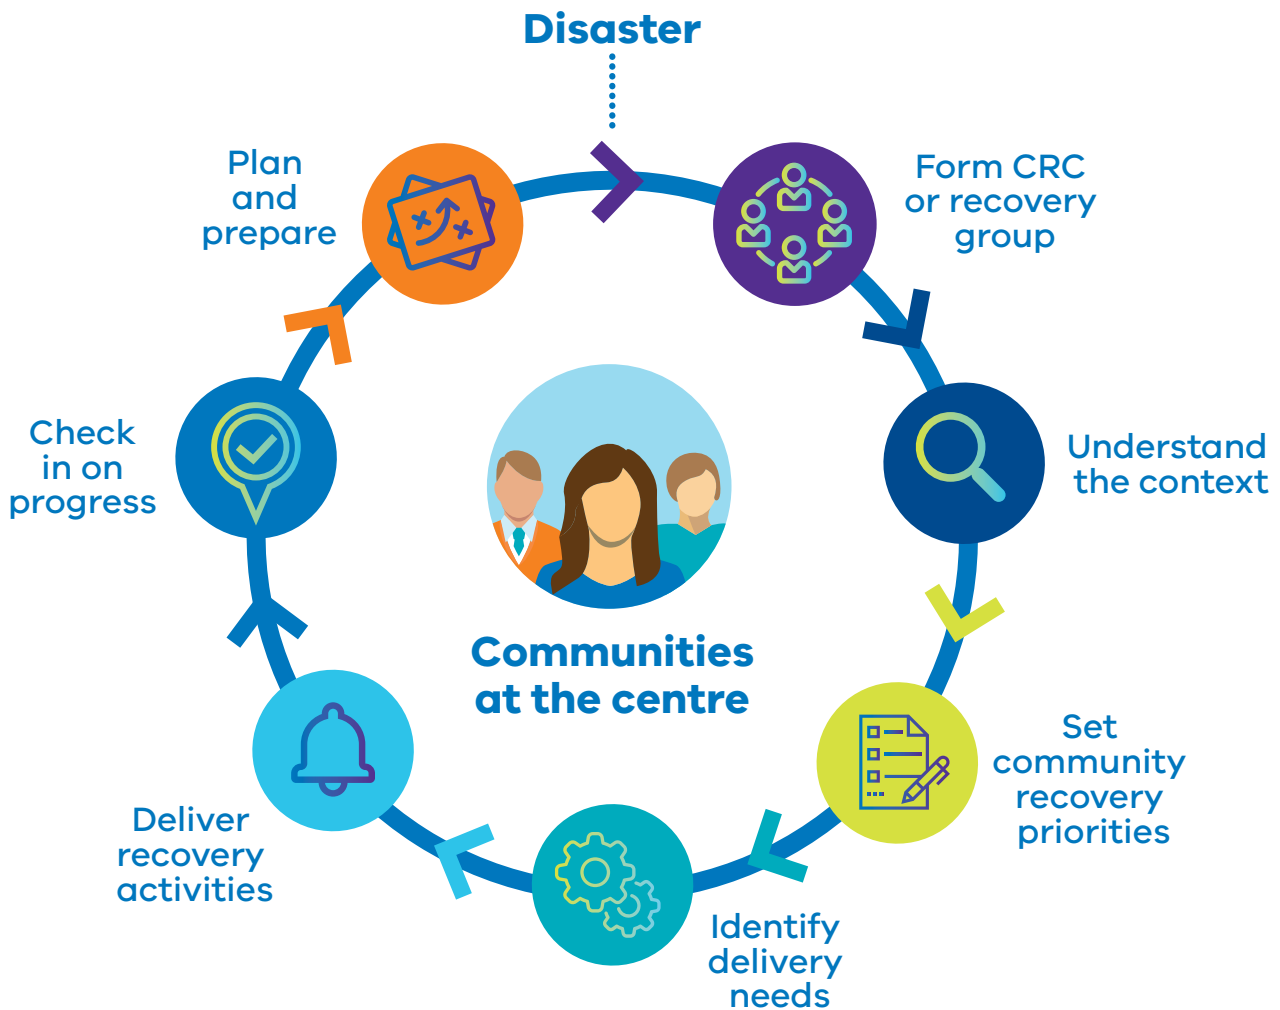 Disaster
Form CRC
or recovery
group
Understand
the context
Set
community
recovery
priorities
Identify
delivery
needs
Deliver
recovery
activities
Check
in on
progress
Plan
and
prepare
Communities
at the centre